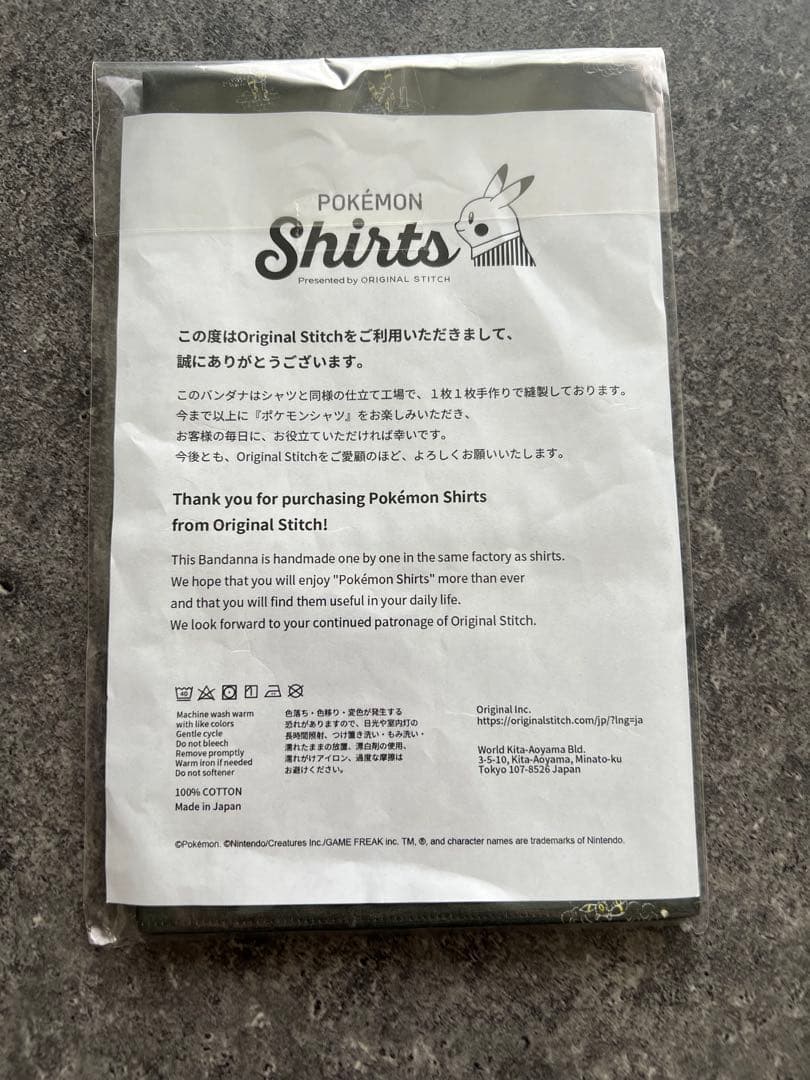 POKÉMON
Shirts
Presented by ORIGINAL STITCH
この度はOriginal Stitchをご利用いただきまして、
誠にありがとうございます。
このバンダナはシャツと同様の仕立て工場で、1枚1枚手作りで縫製しております。
今まで以上に『ポケモンシャツ』をお楽しみいただき、
お客様の毎日に、お役立ていただければ幸いです。
今後とも、Original Stitchをご愛顧のほど、よろしくお願いいたします。
Thank you for purchasing Pokémon Shirts
from Original Stitch!
This Bandanna is handmade one by one in the same factory as shirts.
We hope that you will enjoy "Pokémon Shirts" more than ever
and that you will find them useful in your daily life.
We look forward to your continued patronage of Original Stitch.
40
Machine wash warm
with like colors
Gentle cycle
Do not bleech
Remove promptly
Warm iron if needed
Do not softener
100% COTTON
Made in Japan
色落ち・色移り・変色が発生する
恐れがありますので、日光や室内灯の
長時間照射、つけ置き洗い・もみ洗い・
濡れたままの放置、漂白剤の使用、
濡れがけアイロン、過度な摩擦は
お避けください。
Original Inc.
https://originalstitch.com/jp/?lng=ja
World Kita-Aoyama Bld.
3-5-10, Kita-Aoyama, Minato-ku
Tokyo 107-8526 Japan
©Pokémon. ©Nintendo/Creatures Inc./GAME FREAK inc. TM, ®, and character names are trademarks of Nintendo.